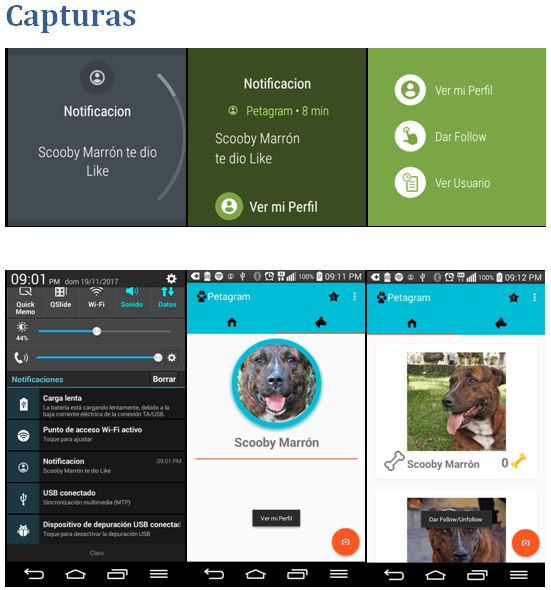 Capturas
Notificacion
Scooby Marrón te dio
Like
Notificacion
Petagram • 8 min
Scooby Marrón
te dio Like
Ver mi Perfil
Ver mi Perfil
Dar Follow
Ver Usuario
09:01 PM dom 19/11/2017
Quick
Memo
QSlide
Wi-Fi
Sonido
Datos
44%
Notificaciones
Borrar
Carga lenta
La batería está cargando lentamente, debido a la
baja corriente eléctrica de la conexión TA/USB.
Punto de acceso Wi-Fi activo
Toque para ajustar
Notificacion 09:01 PM
Scooby Marrón te dio Like
USB conectado
Sincronización multimedia (MTP)
Dispositivo de depuración USB conectad
Toque para desactivar la depuración USB
Claro
100% 09:11 PM
Petagram
Scooby Marrón
Ver mi Perfil
100% 09:12 PM
Petagram
Scooby Marrón 0
Dar Follow/Unfollow